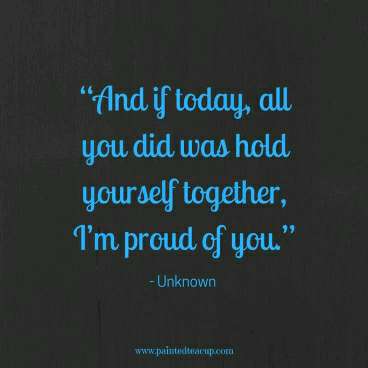 “And if today, all
you did was hold
yourself together,
I’m proud of you.”
- Unknown
www.paintedteacup.com